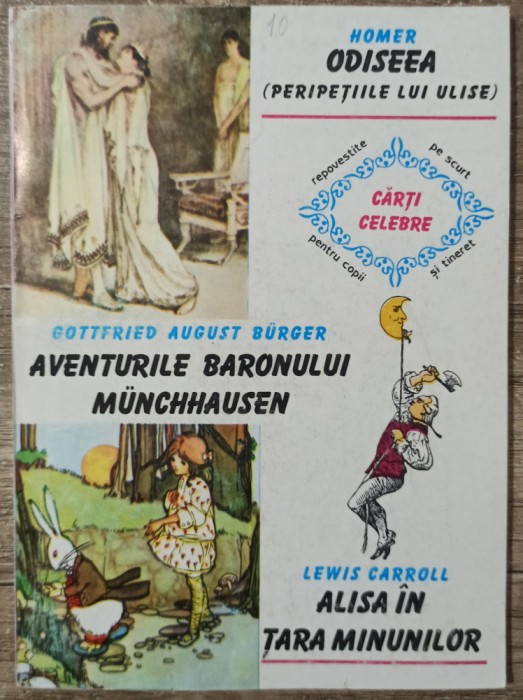 10
HOMER
ODISEEA
(PERIPEȚIILE LUI ULISE)
repovestite
pe scurt
CĂRȚI
CELEBRE
pentru copii
și tineret
GOTTFRIED AUGUST BÜRGER
AVENTURILE BARONULUI
MÜNCHHAUSEN
LEWIS CARROLL
ALISA ÎN
ȚARA MINUNILOR